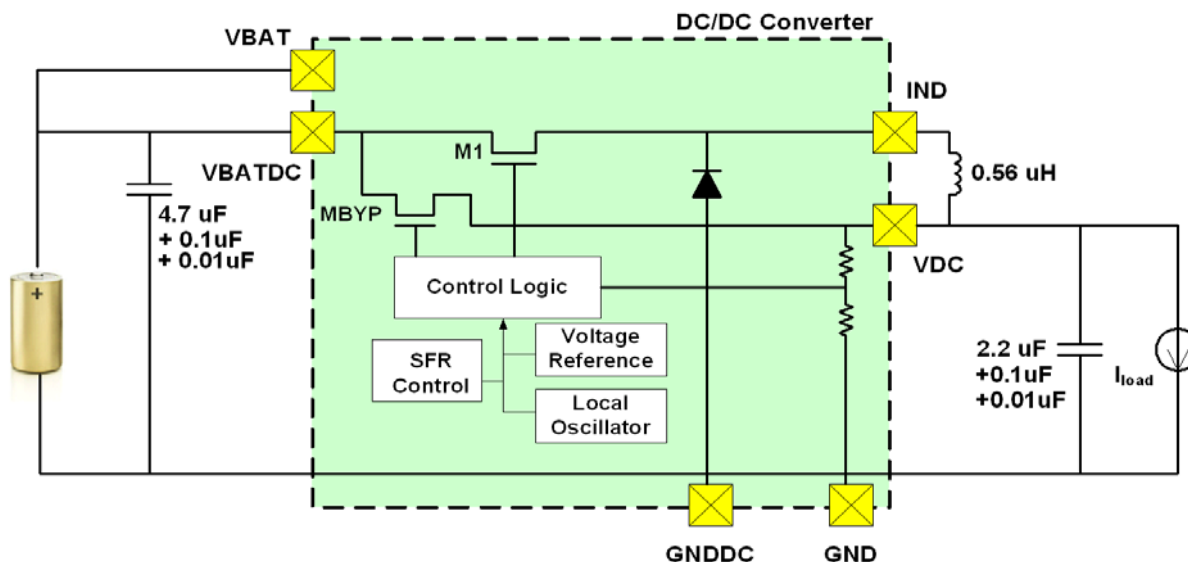 DC/DC Converter
VBAT
IND
VBATDC
M1
0.56 uH
4.7 uF
+ 0.1uF
+ 0.01uF
MBYP
VDC
Control Logic
+
SFR
Control
Voltage
Reference
Local
Oscillator
2.2 uF
+0.1uF
+0.01uF
Iload
GNDDC
GND